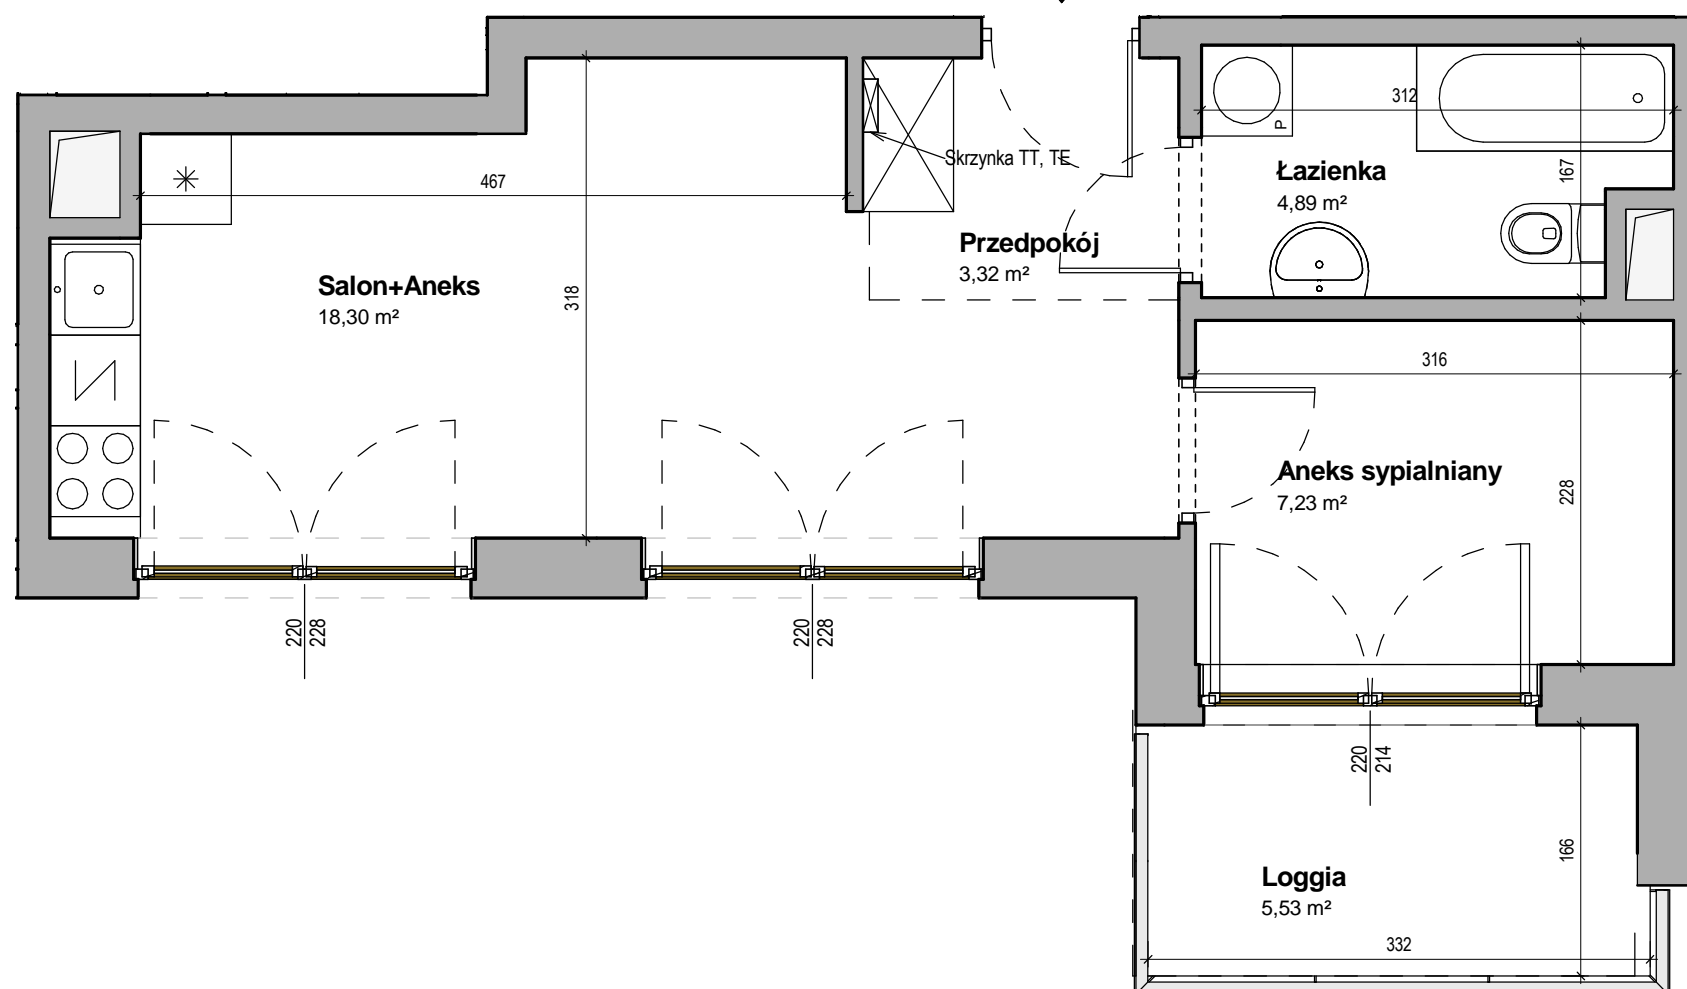 312
Skrzynka TT, TE
P
467
167
Łazienka
4,89 m²
Przedpokój
3,32 m²
Salon+Aneks
18,30 m²
318
316
Aneks sypialniany
7,23 m²
228
220
228
220
228
220
214
166
Loggia
5,53 m²
332